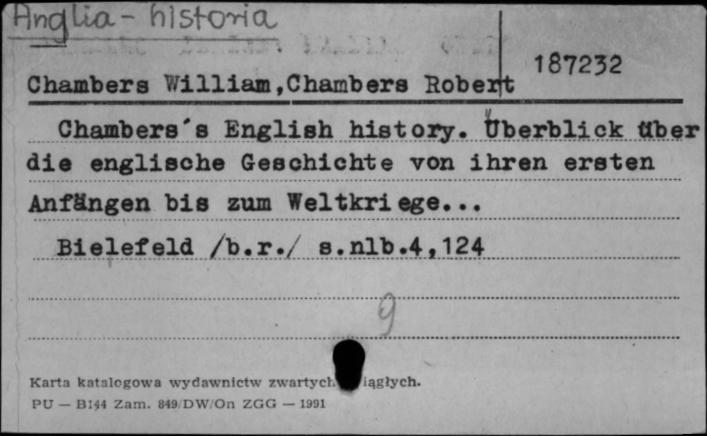 Anglia - historia
187232
Chambers William,Chambers Robert
Chambers´s English history. Überblick über
die englische Geschichte von ihren ersten
Anfängen bis zum Weltkriege...
Bielefeld /b.r./ s.nlb.4,124
9
Karta katalogowa wydawnictw zwartych iągłych.
PU — B144 Zam. 849/DW/On ZGG — 1991